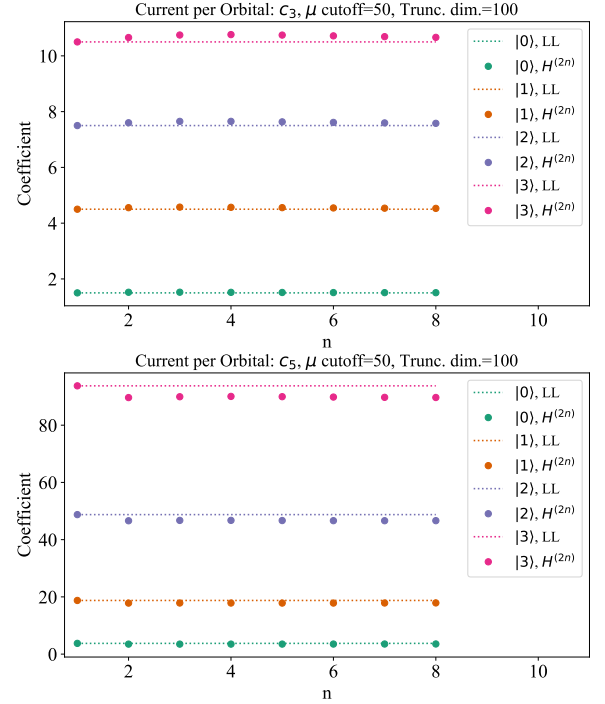 Current per Orbital: c₃, μ cutoff=50, Trunc. dim.=100
10
8
6
4
2
Coefficient
2
4
6
8
10
n
|0⟩, LL
|0⟩, H⁽²ⁿ⁾
|1⟩, LL
|1⟩, H⁽²ⁿ⁾
|2⟩, LL
|2⟩, H⁽²ⁿ⁾
|3⟩, LL
|3⟩, H⁽²ⁿ⁾
Current per Orbital: c₅, μ cutoff=50, Trunc. dim.=100
80
60
40
20
0
Coefficient
2
4
6
8
10
n
|0⟩, LL
|0⟩, H⁽²ⁿ⁾
|1⟩, LL
|1⟩, H⁽²ⁿ⁾
|2⟩, LL
|2⟩, H⁽²ⁿ⁾
|3⟩, LL
|3⟩, H⁽²ⁿ⁾